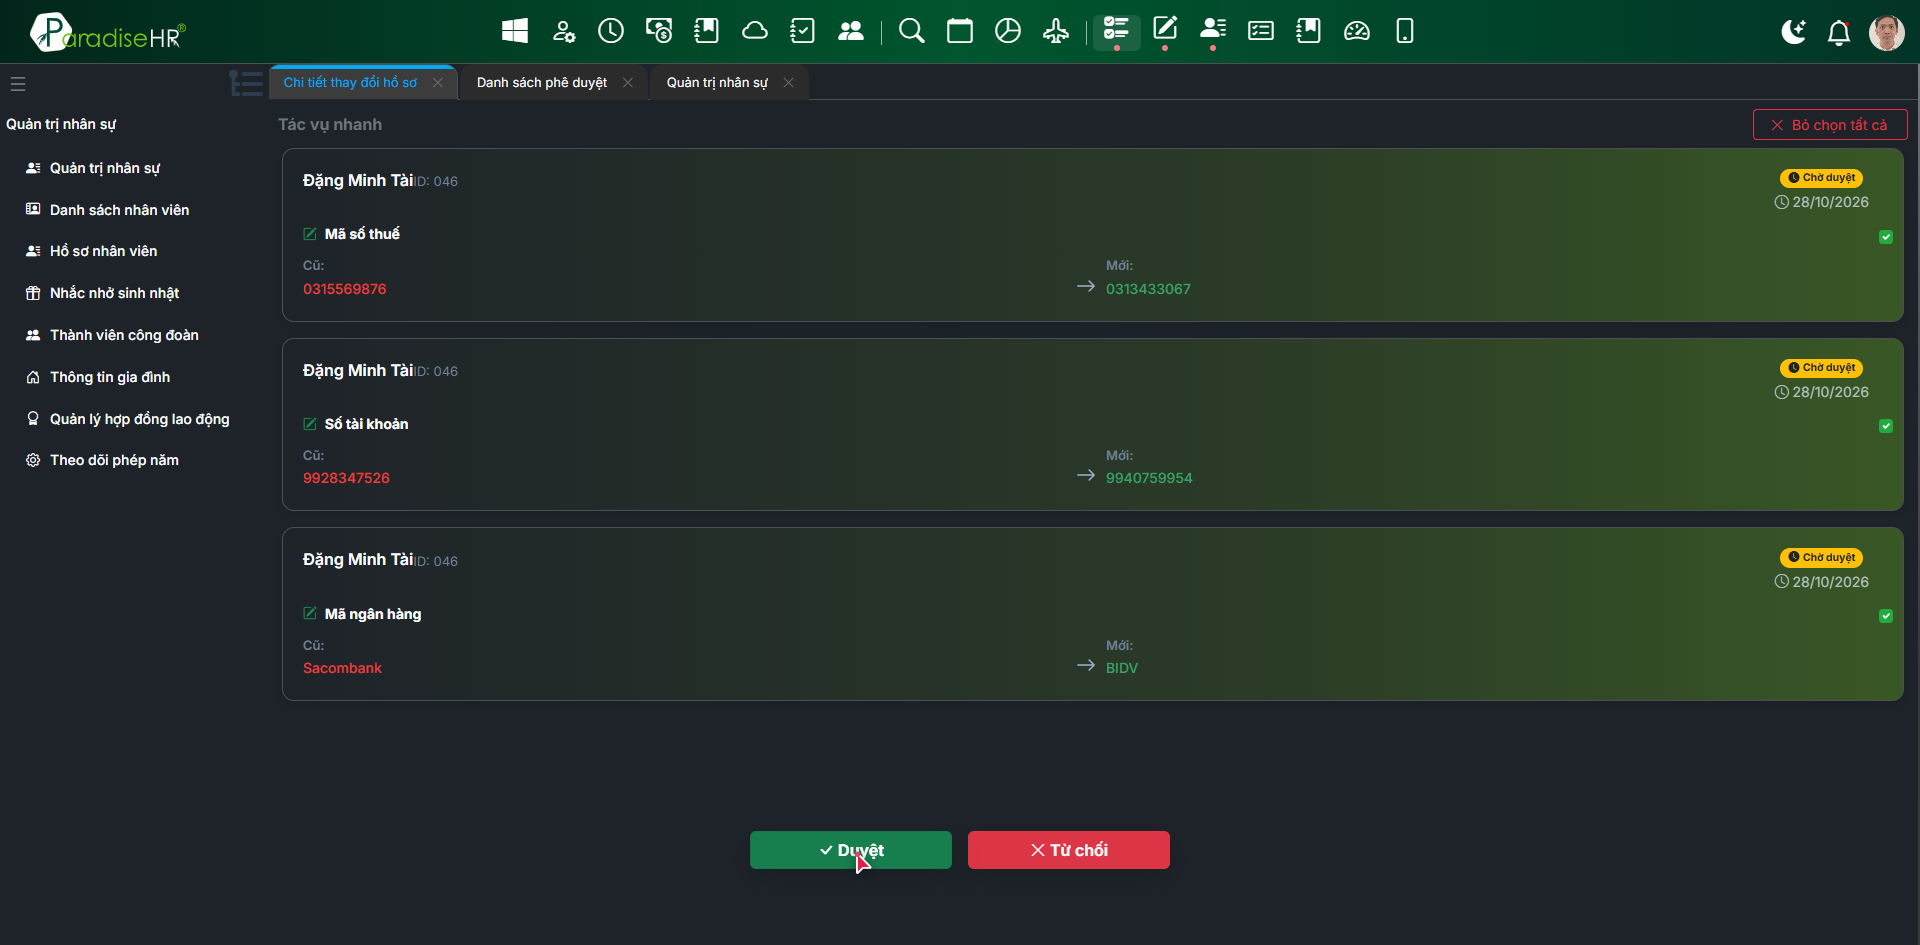 ParadiseHR®
Chi tiết thay đổi hồ sơ
Danh sách phê duyệt
Quản trị nhân sự
Quản trị nhân sự
Quản trị nhân sự
Danh sách nhân viên
Hồ sơ nhân viên
Nhắc nhở sinh nhật
Thành viên công đoàn
Thông tin gia đình
Quản lý hợp đồng lao động
Theo dõi phép năm
Tác vụ nhanh
Bỏ chọn tất cả
Đặng Minh Tài ID: 046
Chờ duyệt
28/10/2026
Mã số thuế
Cũ:
0315569876
Mới:
0313433067
Đặng Minh Tài ID: 046
Chờ duyệt
28/10/2026
Số tài khoản
Cũ:
9928347526
Mới:
9940759954
Đặng Minh Tài ID: 046
Chờ duyệt
28/10/2026
Mã ngân hàng
Cũ:
Sacombank
Mới:
BIDV
Duyệt
Từ chối